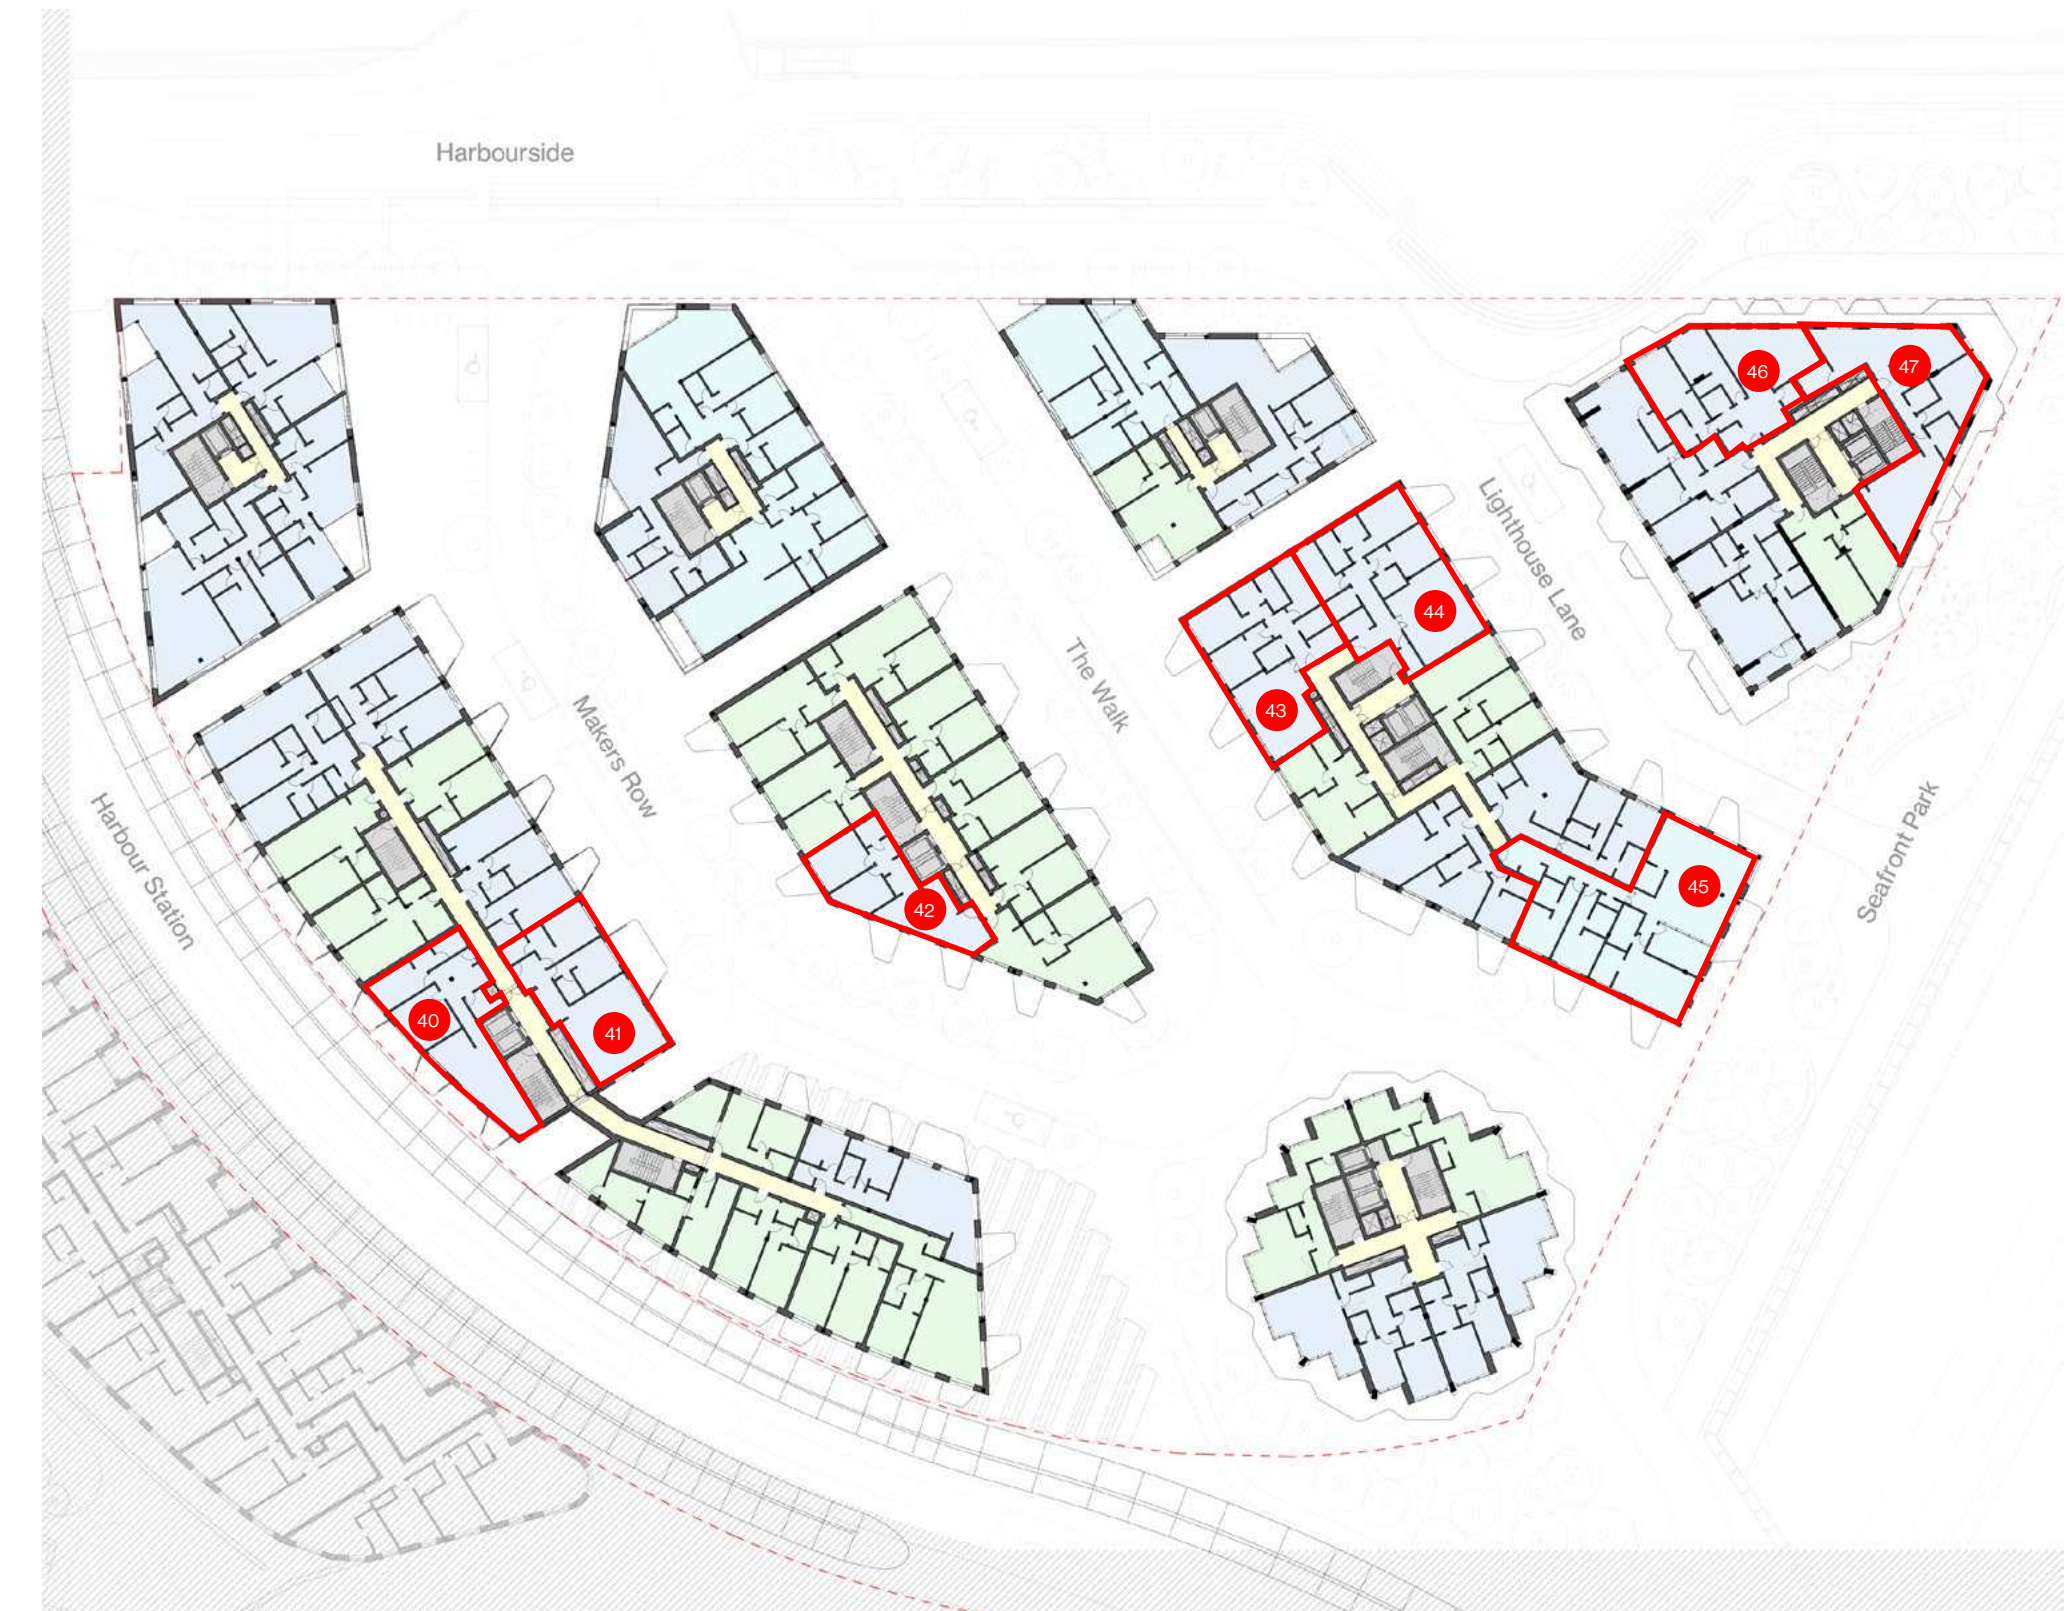 Harbourside
46
47
Lighthouse Lane
44
The Walk
43
Makers Row
Seafront Park
Harbour Station
45
42
40
41